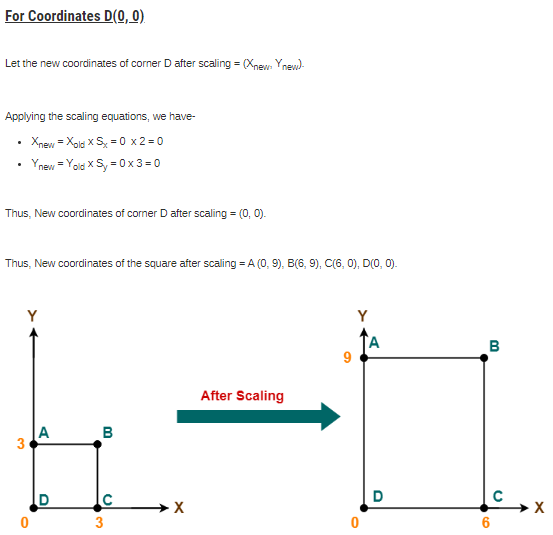 For Coordinates D(0, 0)
Let the new coordinates of corner D after scaling = (Xnew, Ynew).
Applying the scaling equations, we have-
• Xnew = Xold x Sx = 0 x 2 = 0
• Ynew = Yold x Sy = 0 x 3 = 0
Thus, New coordinates of corner D after scaling = (0, 0).
Thus, New coordinates of the square after scaling = A (0, 9), B(6, 9), C(6, 0), D(0, 0).
Y
Y
A
B
9
After Scaling
A
B
3
D
C
X
D
C
X
0
3
0
6